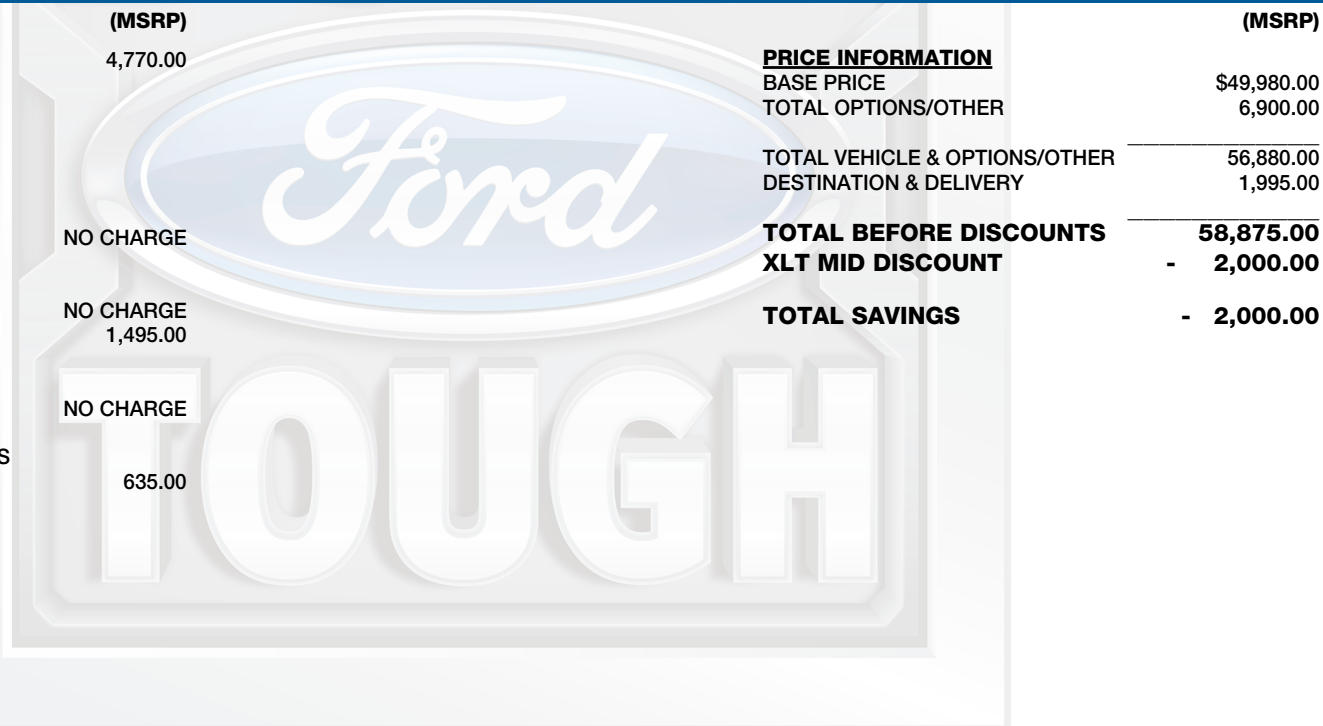 (MSRP)
4,770.00
NO CHARGE
NO CHARGE
1,495.00
NO CHARGE
S
635.00
(MSRP)
PRICE INFORMATION
BASE PRICE $49,980.00
TOTAL OPTIONS/OTHER 6,900.00
TOTAL VEHICLE & OPTIONS/OTHER 56,880.00
DESTINATION & DELIVERY 1,995.00
TOTAL BEFORE DISCOUNTS 58,875.00
XLT MID DISCOUNT - 2,000.00
TOTAL SAVINGS - 2,000.00
Ford
TOUGH